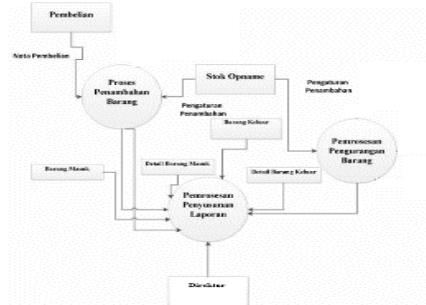 Pembelian
Nota Pembelian
Proses
Penambahan
Barang
Stok Opname
Pengaturan
Penambahan
Pengaturan
Penambahan
Barang Keluar
Pemrosesan
Pengurangan
Barang
Barang Masuk
Detail Barang Masuk
Detail Barang Keluar
Pemrosesan
Penyusunan
Laporan
Direktur